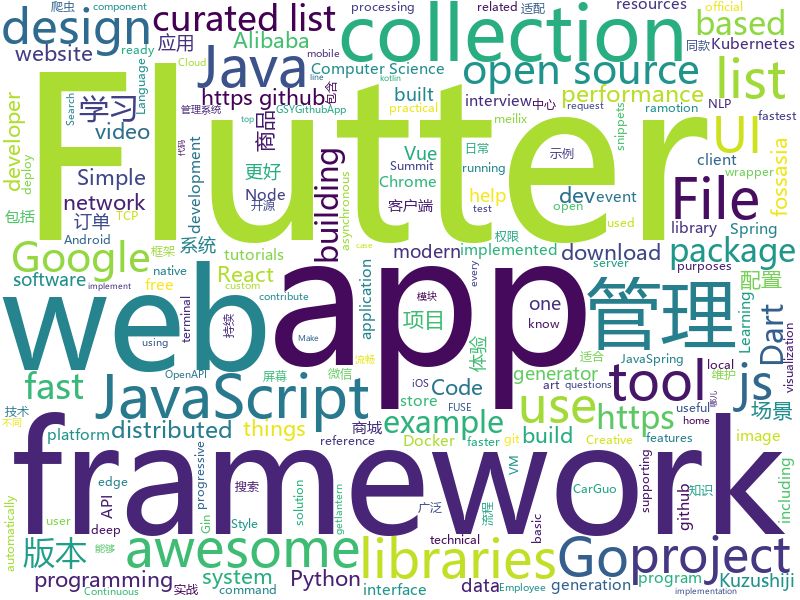 design
collection
curated list
Java
Alibaba
应用
学习
website
Computer Science
爬虫
processing
related
适配
resources
official
component
ready
Language
Cloud
管理系统
kotlin
商品
https github
包含
open source
based
同款
Kubernetes
list
interview
中心
performance
NLP
fastest
ramotion
video
built
meilix
practical
GSYGithubApp
line
mobile
request
top
代码
snippets
developer
deploy
Search
Flutter
UI
Simple
Vue
日常
running
示例
wrapper
更好
network
development
Node
Chrome
Summit
client
dev
event
help
test
open
used
fossasia
File
包括
订单
TCP
开源
客户端
权限
asynchronous
modern
implemented
library
Spring
building
Google
Android
框架
系统
tutorials
download
package
purposes
software
native
React
free
custom
contribute
application
web
app
管理
配置
Dart
Learning
visualization
持续
terminal
项目
one
know
模块
every
case
server
JavaScript
fast
微信
屏幕
体验
generator
适合
流畅
OpenAPI
using
Make
Code
iOS
art
questions
store
tool
JavaSpring
local
维护
哪儿
js
场景
技术
不同
distributed
things
use
https
example
build
useful
home
image
platform
Docker
faster
git
FUSE
Creative
features
reference
framework
商城
user
API
edge
progressive
VM
supporting
github
CarGuo
知识
including
automatically
版本
搜索
Gin
Style
solution
getlantern
basic
广泛
流程
deep
awesome
libraries
Go
project
technical
Kuzushiji
能够
Continuous
programming
实战
system
command
Python
interface
data
generation
Employee
program
implementation
implement